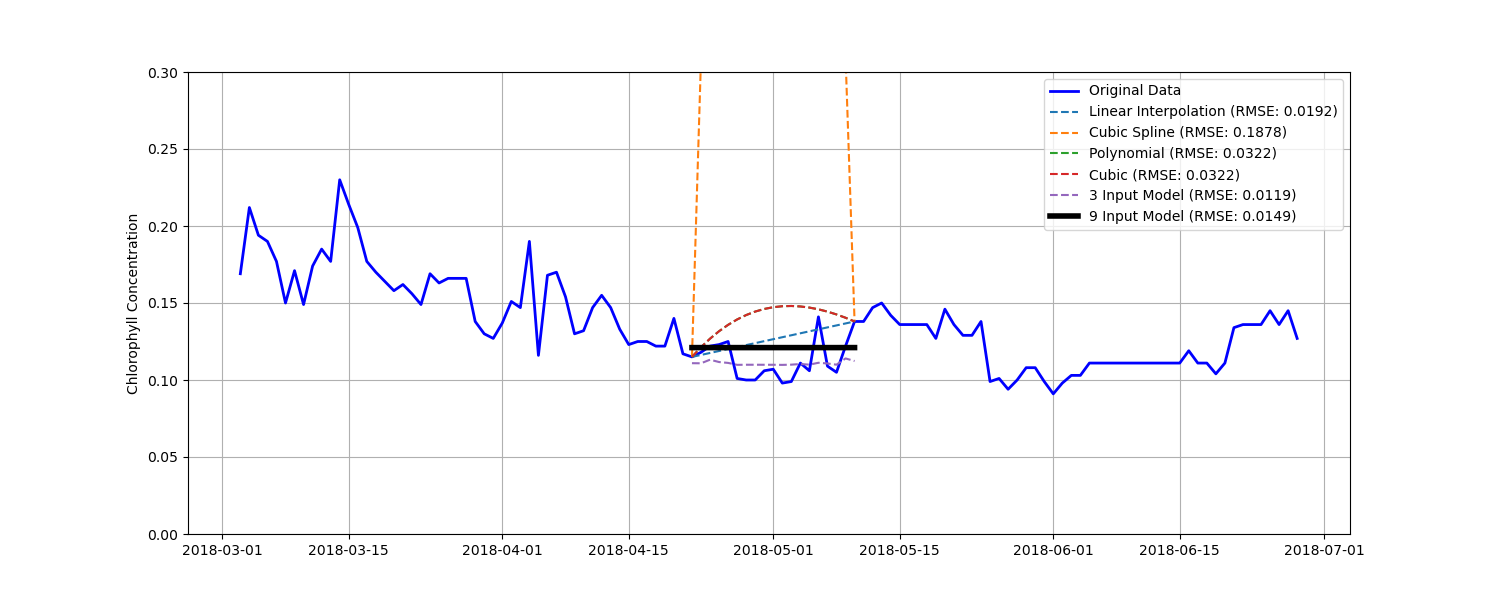 Chlorophyll Concentration
0.30
0.25
0.20
0.15
0.10
0.05
0.00
2018-03-01 2018-03-15 2018-04-01 2018-04-15 2018-05-01 2018-05-15 2018-06-01 2018-06-15 2018-07-01
Original Data
Linear Interpolation (RMSE: 0.0192)
Cubic Spline (RMSE: 0.1878)
Polynomial (RMSE: 0.0322)
Cubic (RMSE: 0.0322)
3 Input Model (RMSE: 0.0119)
9 Input Model (RMSE: 0.0149)